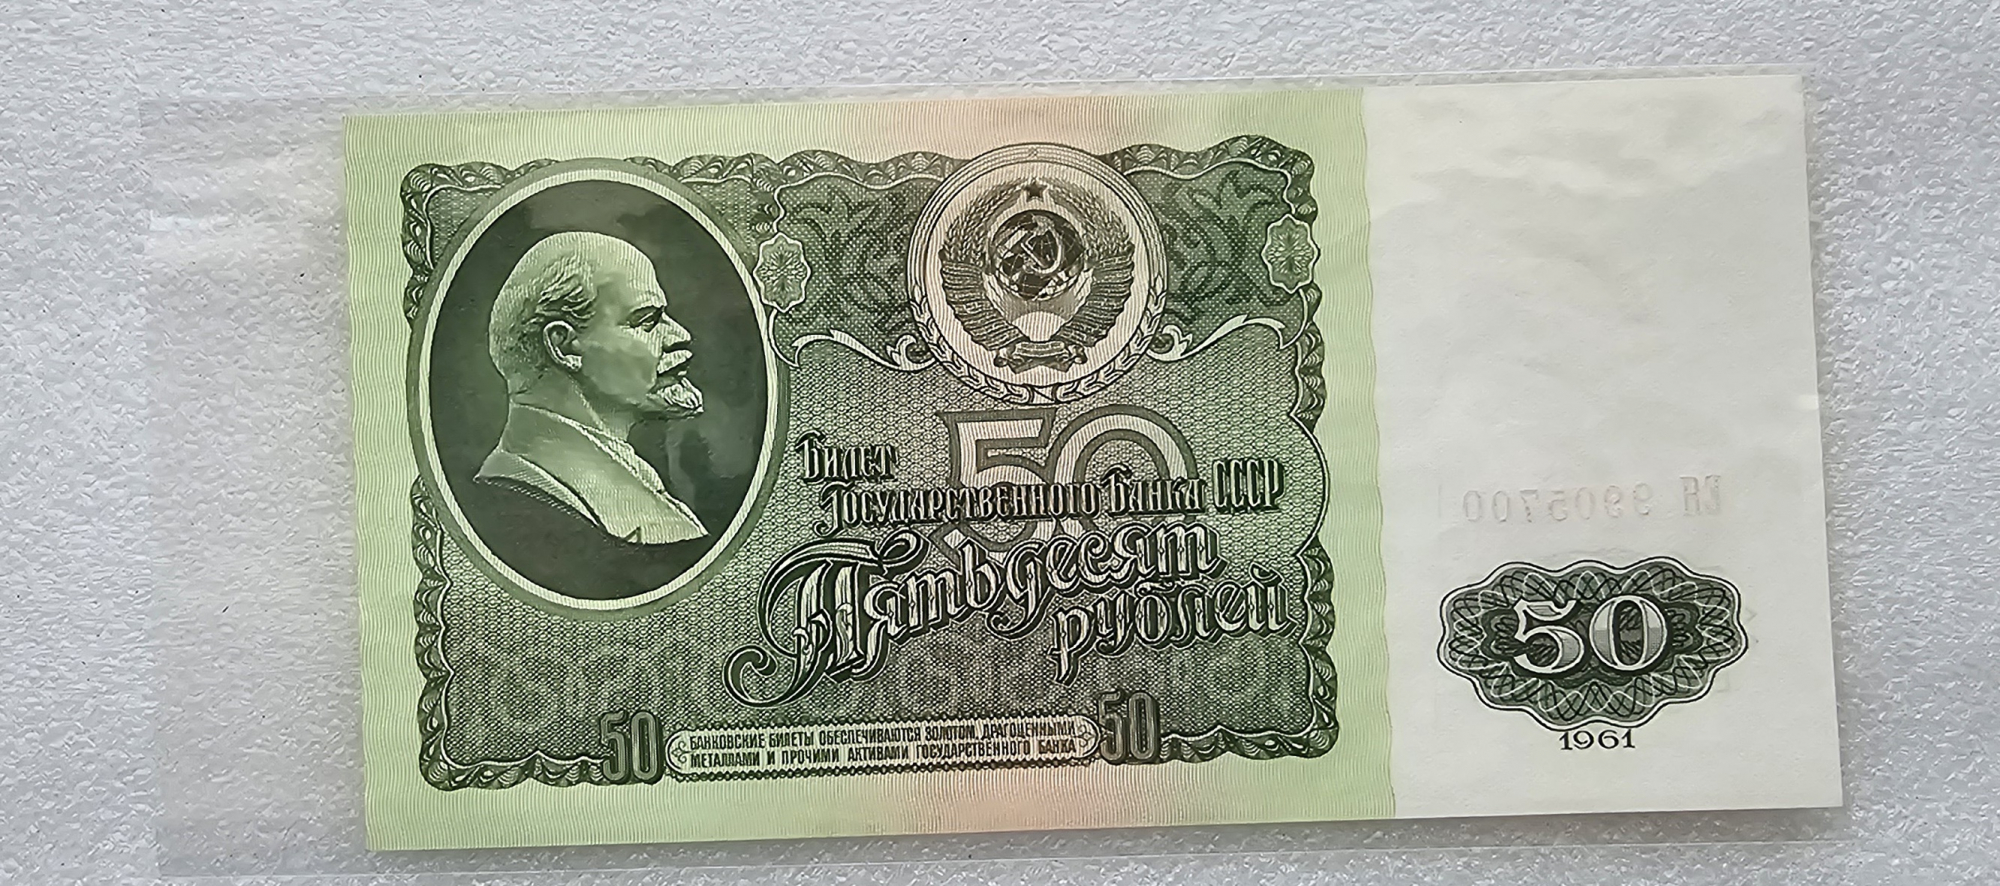 50
Билет
Государственного Банка СССР
Пятьдесят
рублей
50
БАНКОВСКИЕ БИЛЕТЫ ОБЕСПЕЧИВАЮТСЯ ЗОЛОТОМ, ДРАГОЦЕННЫМИ
МЕТАЛЛАМИ И ПРОЧИМИ АКТИВАМИ ГОСУДАРСТВЕННОГО БАНКА
50
9905700
50
1961